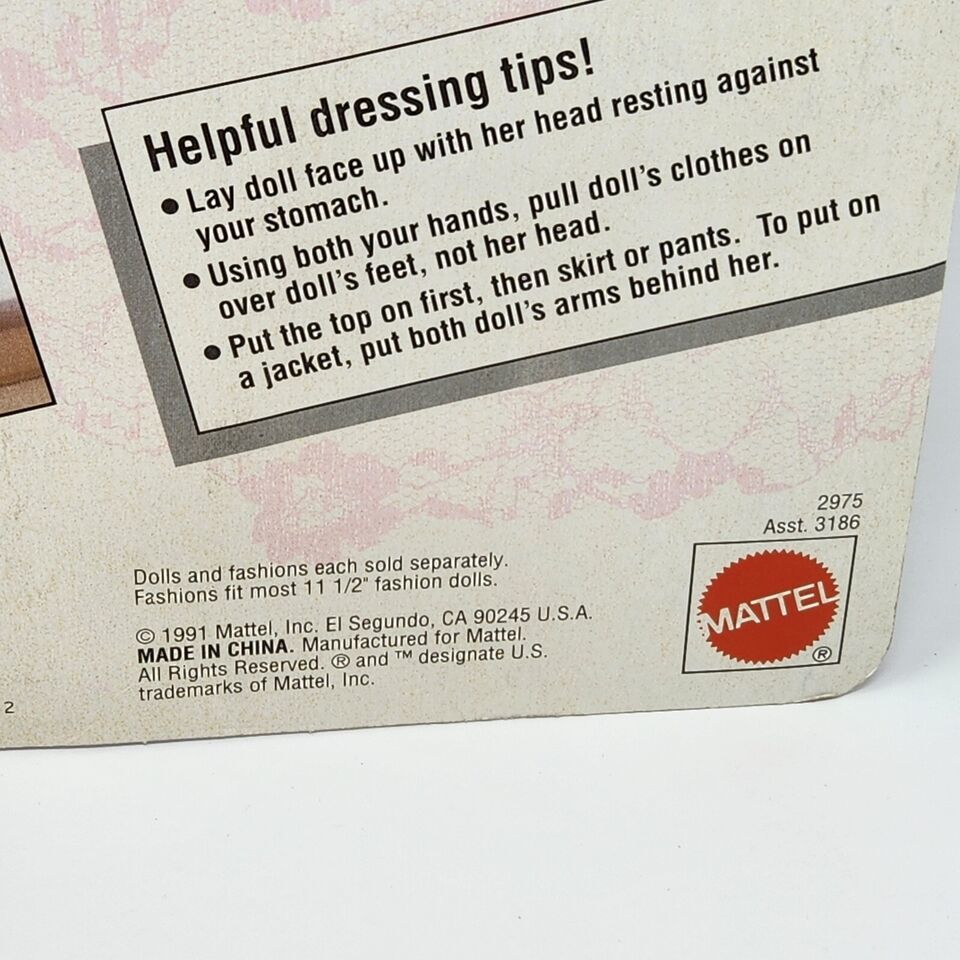 Helpful dressing tips!
● Lay doll face up with her head resting against
your stomach.
● Using both your hands, pull doll's clothes on
over doll's feet, not her head.
● Put the top on first, then skirt or pants. To put on
a jacket, put both doll's arms behind her.
2975
Asst. 3186
Dolls and fashions each sold separately.
Fashions fit most 11 1/2" fashion dolls.
© 1991 Mattel, Inc. El Segundo, CA 90245 U.S.A.
MADE IN CHINA. Manufactured for Mattel.
All Rights Reserved. ® and ™ designate U.S.
trademarks of Mattel, Inc.
MATTEL
®
2